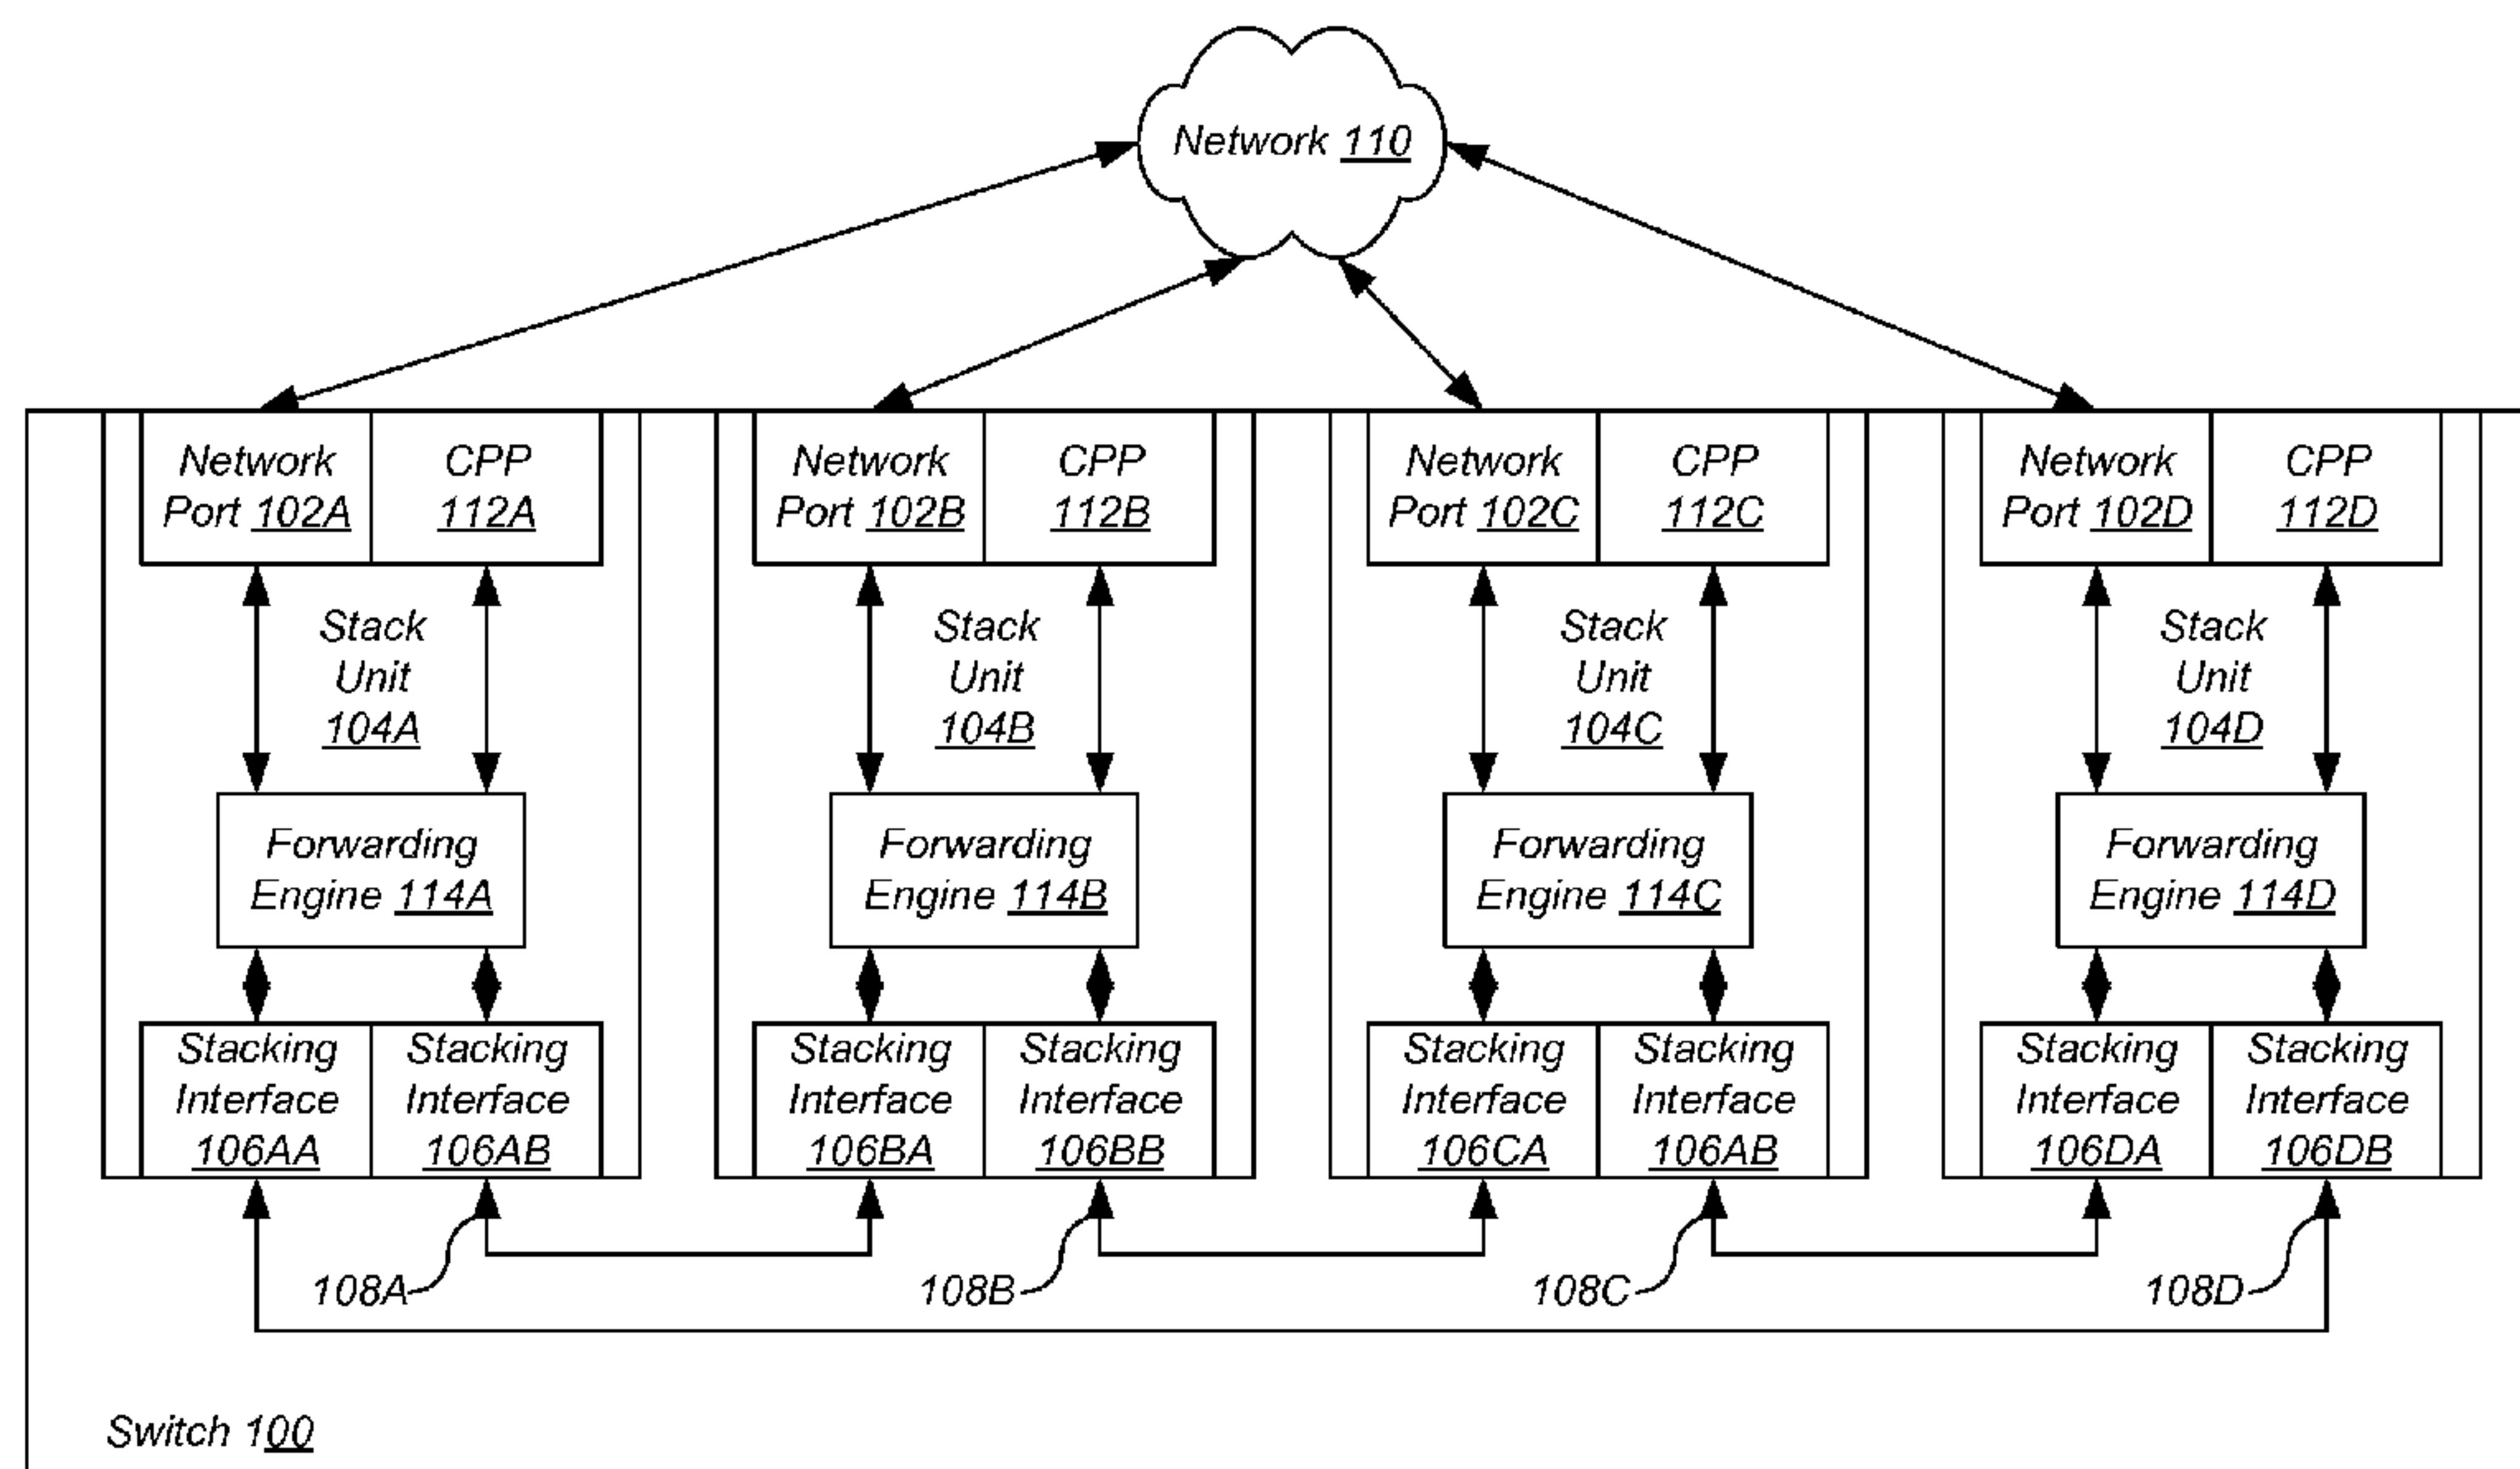 Network 110
Network
Port 102A
CPP
112A
Network
Port 102B
CPP
112B
Network
Port 102C
CPP
112C
Network
Port 102D
CPP
112D
Stack
Unit
104A
Stack
Unit
104B
Stack
Unit
104C
Stack
Unit
104D
Forwarding
Engine 114A
Forwarding
Engine 114B
Forwarding
Engine 114C
Forwarding
Engine 114D
Stacking
Interface
106AA
Stacking
Interface
106AB
Stacking
Interface
106BA
Stacking
Interface
106BB
Stacking
Interface
106CA
Stacking
Interface
106AB
Stacking
Interface
106DA
Stacking
Interface
106DB
108A
108B
108C
108D
Switch 100